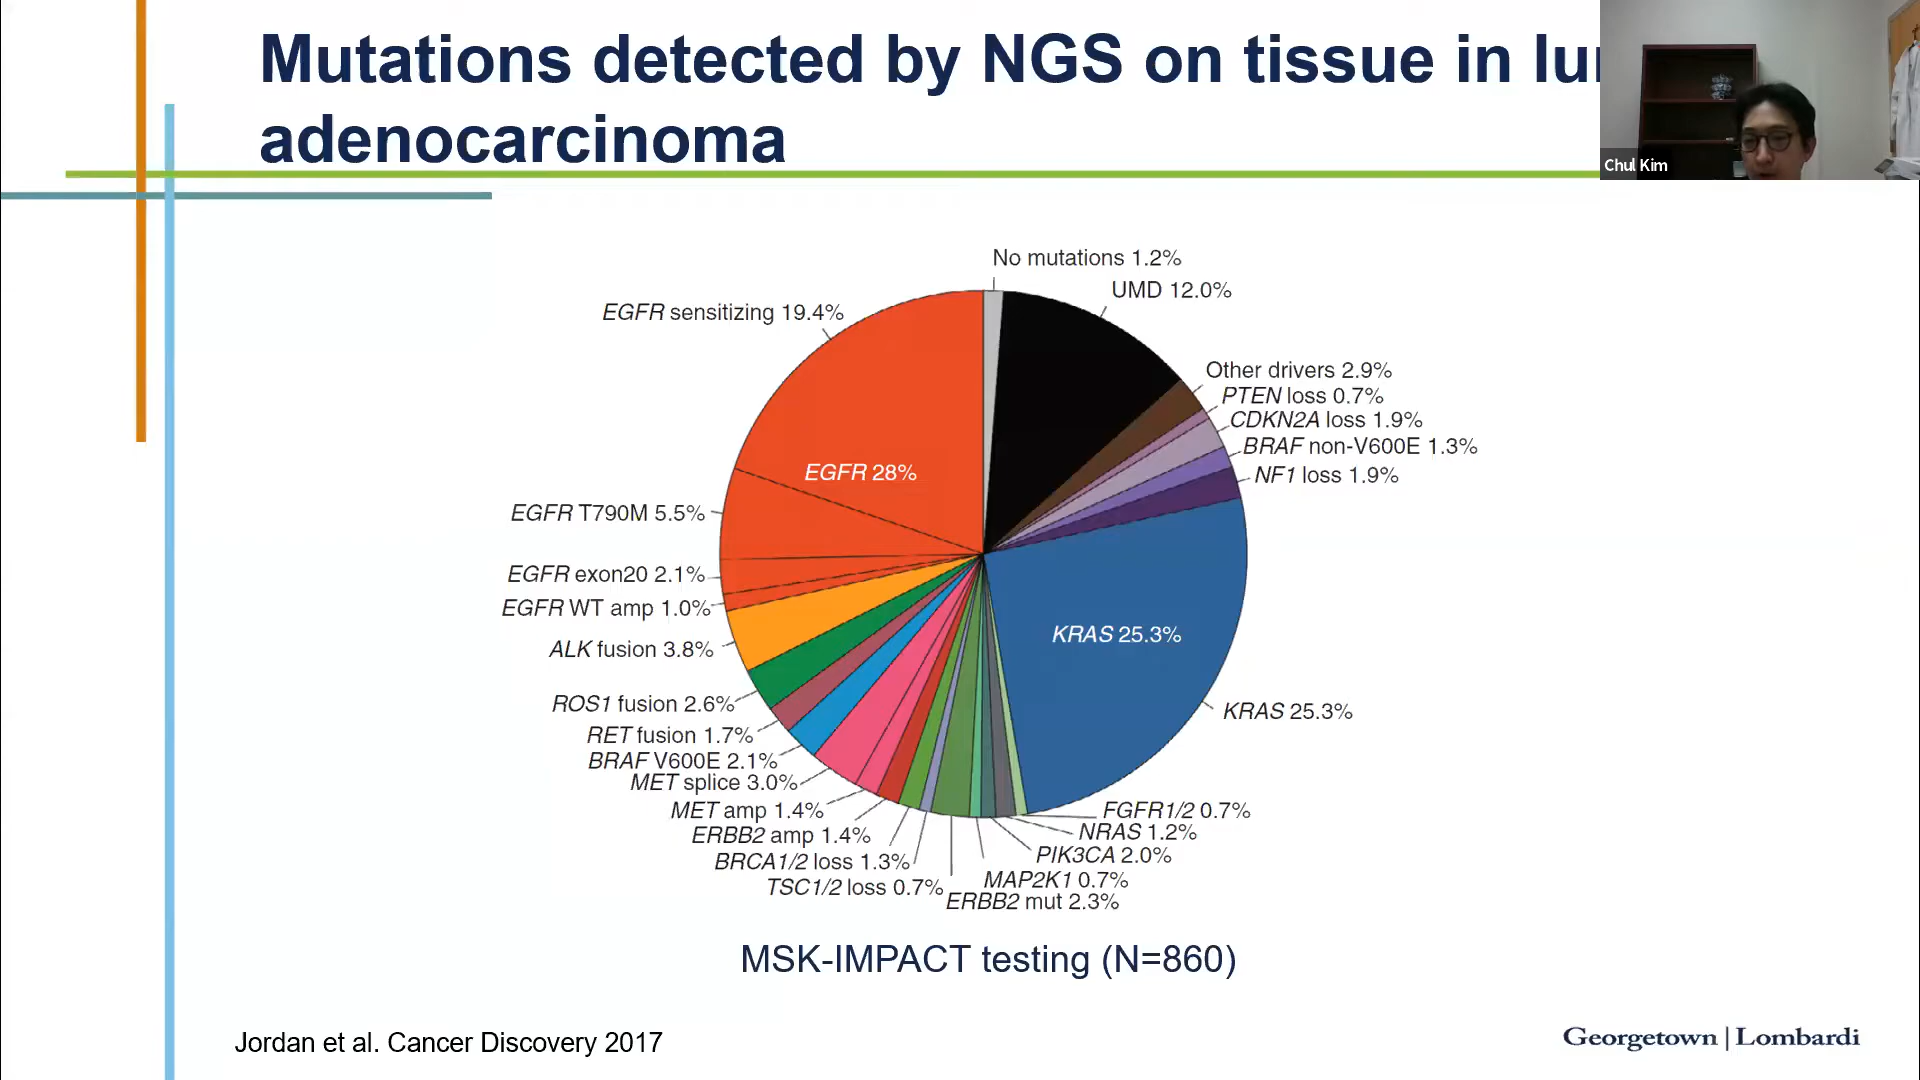 Mutations detected by NGS on tissue in
adenocarcinoma
Chul Kim
No mutations 1.2%
UMD 12.0%
EGFR sensitizing 19.4%
Other drivers 2.9%
PTEN loss 0.7%
CDKN2A loss 1.9%
BRAF non-V600E 1.3%
NF1 loss 1.9%
EGFR 28%
EGFR T790M 5.5%
EGFR exon20 2.1%
EGFR WT amp 1.0%
KRAS 25.3%
ALK fusion 3.8%
ROS1 fusion 2.6%
KRAS 25.3%
RET fusion 1.7%
BRAF V600E 2.1%
MET splice 3.0%
MET amp 1.4%
FGFR1/2 0.7%
ERBB2 amp 1.4%
NRAS 1.2%
BRCA1/2 loss 1.3%
PIK3CA 2.0%
TSC1/2 loss 0.7%
MAP2K1 0.7%
ERBB2 mut 2.3%
MSK-IMPACT testing (N=860)
Jordan et al. Cancer Discovery 2017
Georgetown | Lombardi